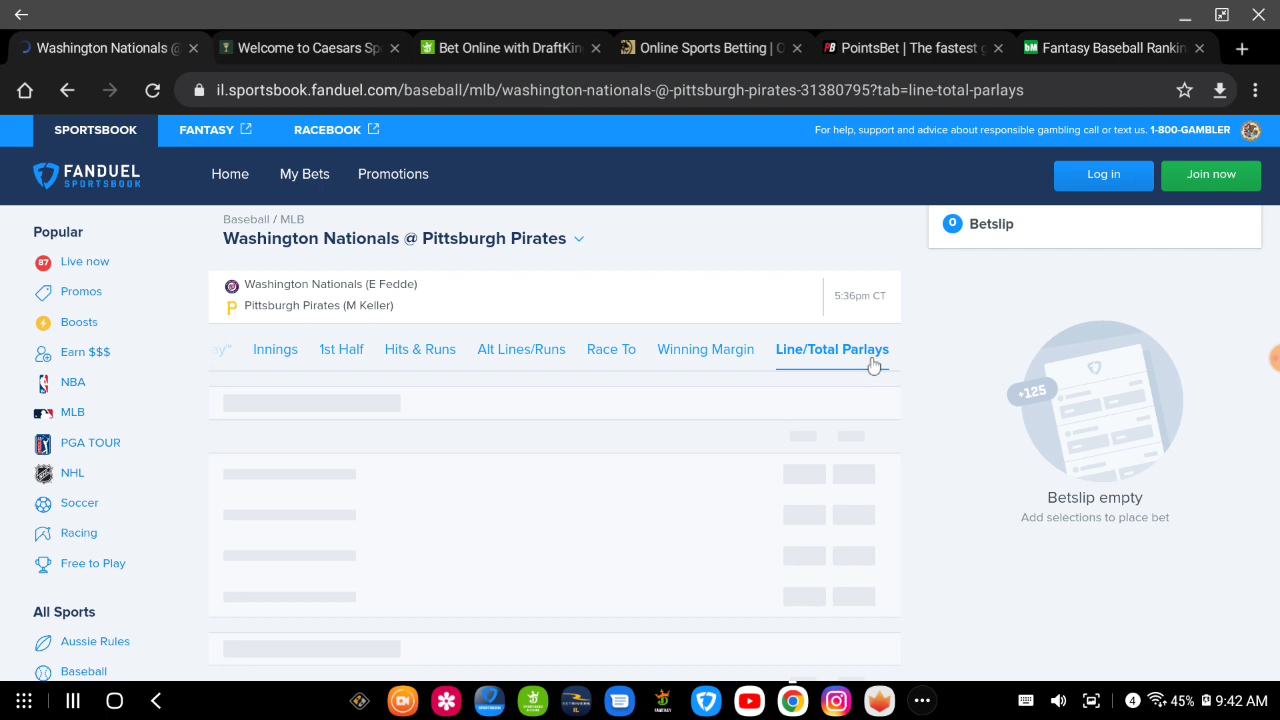 Washington Nationals @
Welcome to Caesars Sp
Bet Online with DraftKin
Online Sports Betting | O
PointsBet | The fastest g
Fantasy Baseball Rankin
il.sportsbook.fanduel.com/baseball/mlb/washington-nationals-@-pittsburgh-pirates-31380795?tab=line-total-parlays
SPORTSBOOK
FANTASY
RACEBOOK
For help, support and advice about responsible gambling call or text us. 1-800-GAMBLER
FANDUEL
SPORTSBOOK
Home
My Bets
Promotions
Log in
Join now
Popular
87
Live now
Promos
Boosts
Earn $$$
NBA
MLB
PGA TOUR
NHL
Soccer
Racing
Free to Play
All Sports
Aussie Rules
Baseball
Baseball / MLB
Washington Nationals @ Pittsburgh Pirates
Washington Nationals (E Fedde)
Pittsburgh Pirates (M Keller)
5:36pm CT
ay™
Innings
1st Half
Hits & Runs
Alt Lines/Runs
Race To
Winning Margin
Line/Total Parlays
0 Betslip
+125
Betslip empty
Add selections to place bet
4
45%
9:42 AM